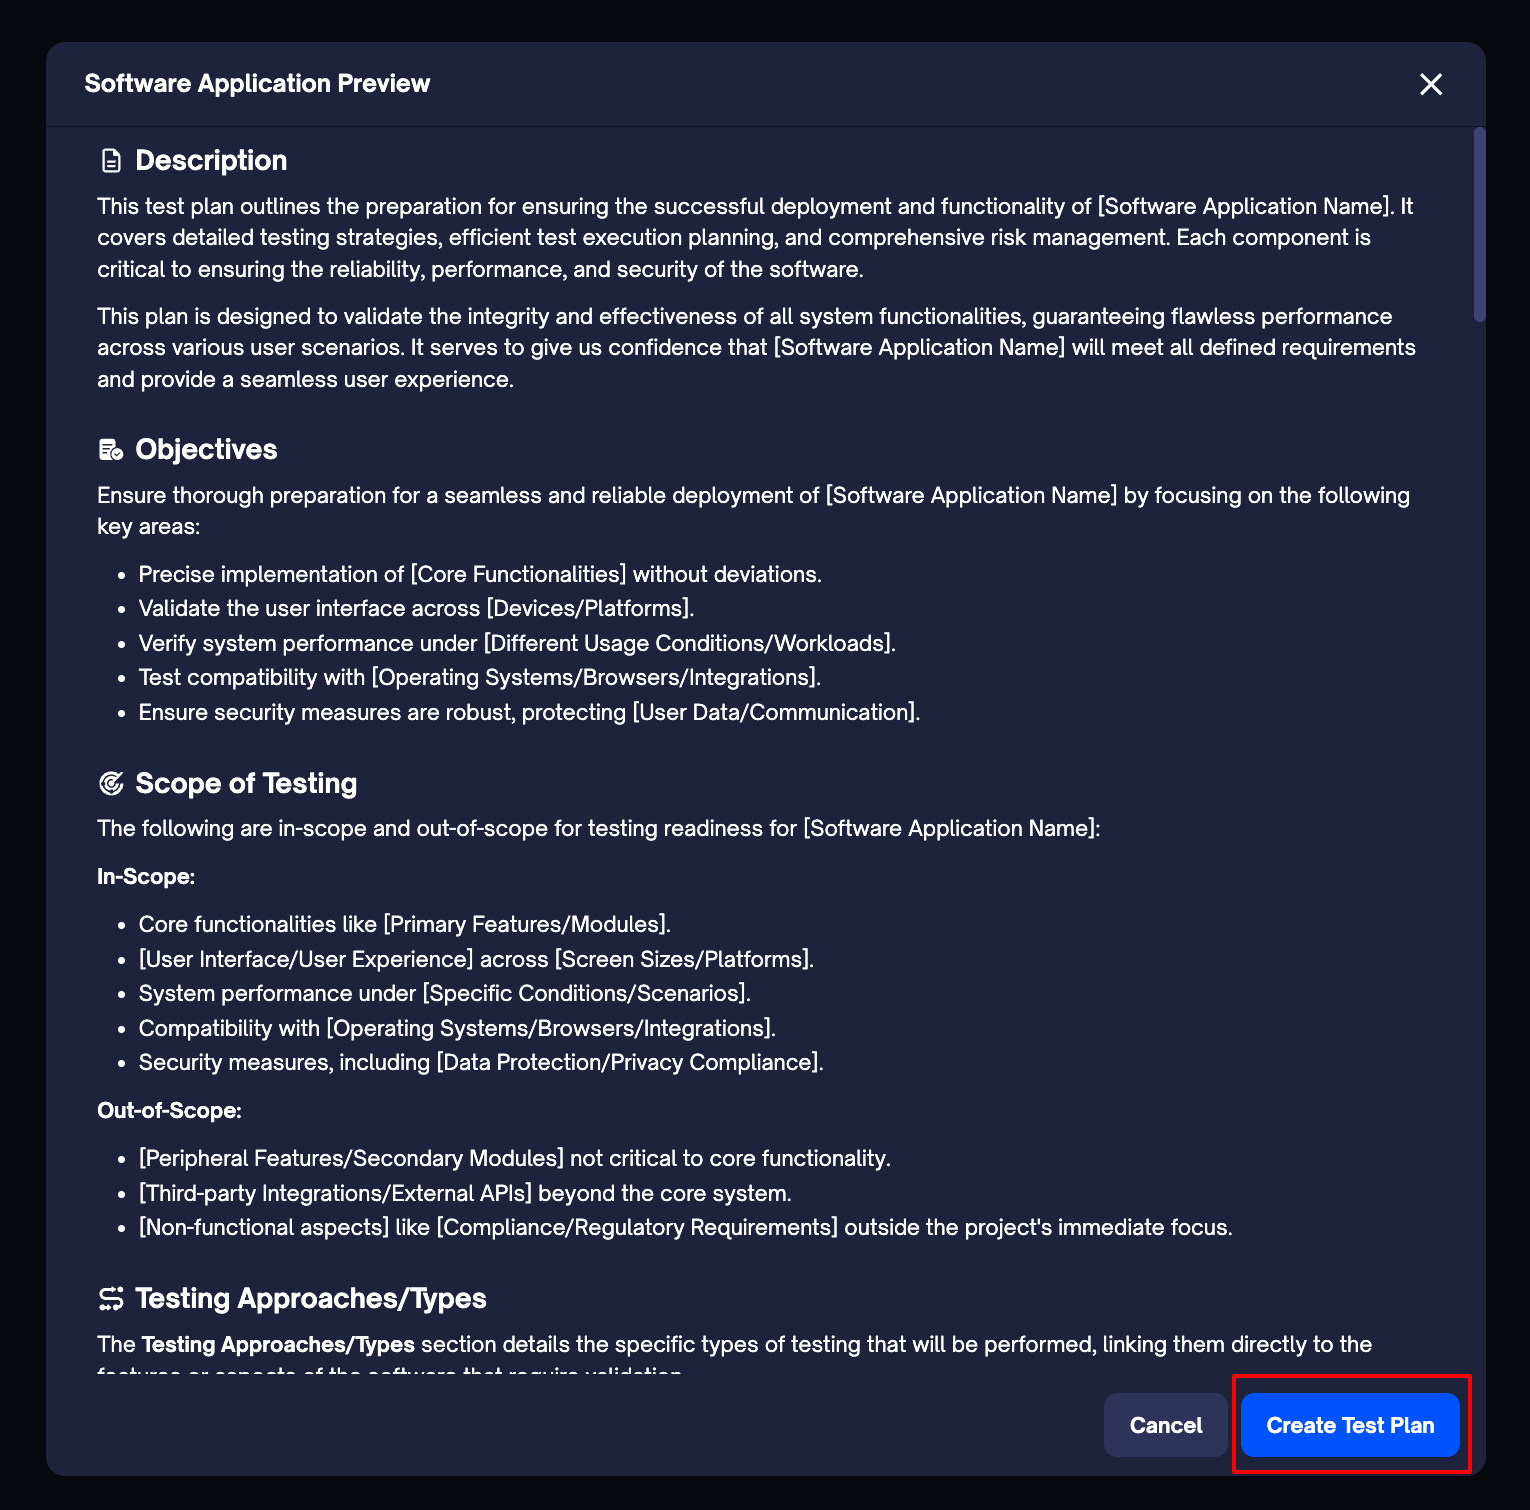 Software Application Preview
Description
This test plan outlines the preparation for ensuring the successful deployment and functionality of [Software Application Name]. It
covers detailed testing strategies, efficient test execution planning, and comprehensive risk management. Each component is
critical to ensuring the reliability, performance, and security of the software.
This plan is designed to validate the integrity and effectiveness of all system functionalities, guaranteeing flawless performance
across various user scenarios. It serves to give us confidence that [Software Application Name] will meet all defined requirements
and provide a seamless user experience.
Objectives
Ensure thorough preparation for a seamless and reliable deployment of [Software Application Name] by focusing on the following
key areas:
• Precise implementation of [Core Functionalities] without deviations.
• Validate the user interface across [Devices/Platforms].
• Verify system performance under [Different Usage Conditions/Workloads].
• Test compatibility with [Operating Systems/Browsers/Integrations].
• Ensure security measures are robust, protecting [User Data/Communication].
Scope of Testing
The following are in-scope and out-of-scope for testing readiness for [Software Application Name]:
In-Scope:
• Core functionalities like [Primary Features/Modules].
• [User Interface/User Experience] across [Screen Sizes/Platforms].
• System performance under [Specific Conditions/Scenarios].
• Compatibility with [Operating Systems/Browsers/Integrations].
• Security measures, including [Data Protection/Privacy Compliance].
Out-of-Scope:
• [Peripheral Features/Secondary Modules] not critical to core functionality.
• [Third-party Integrations/External APIs] beyond the core system.
• [Non-functional aspects] like [Compliance/Regulatory Requirements] outside the project's immediate focus.
Testing Approaches/Types
The Testing Approaches/Types section details the specific types of testing that will be performed, linking them directly to the
features or aspects of the software that require validation.
Cancel
Create Test Plan